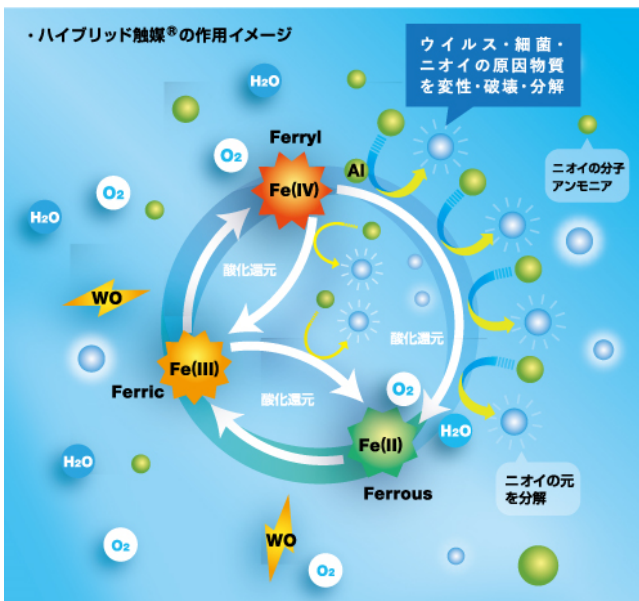 ・ハイブリッド触媒®の作用イメージ
ウイルス・細菌・
ニオイの原因物質
を変性・破壊・分解
H₂O
Ferryl
O₂
Fe(IV)
Al
ニオイの分子
アンモニア
O₂
H₂O
酸化還元
WO
酸化還元
Fe(III)
Ferric
O₂
酸化還元
H₂O
Fe(II)
Ferrous
H₂O
ニオイの元
を分解
WO
O₂
O₂